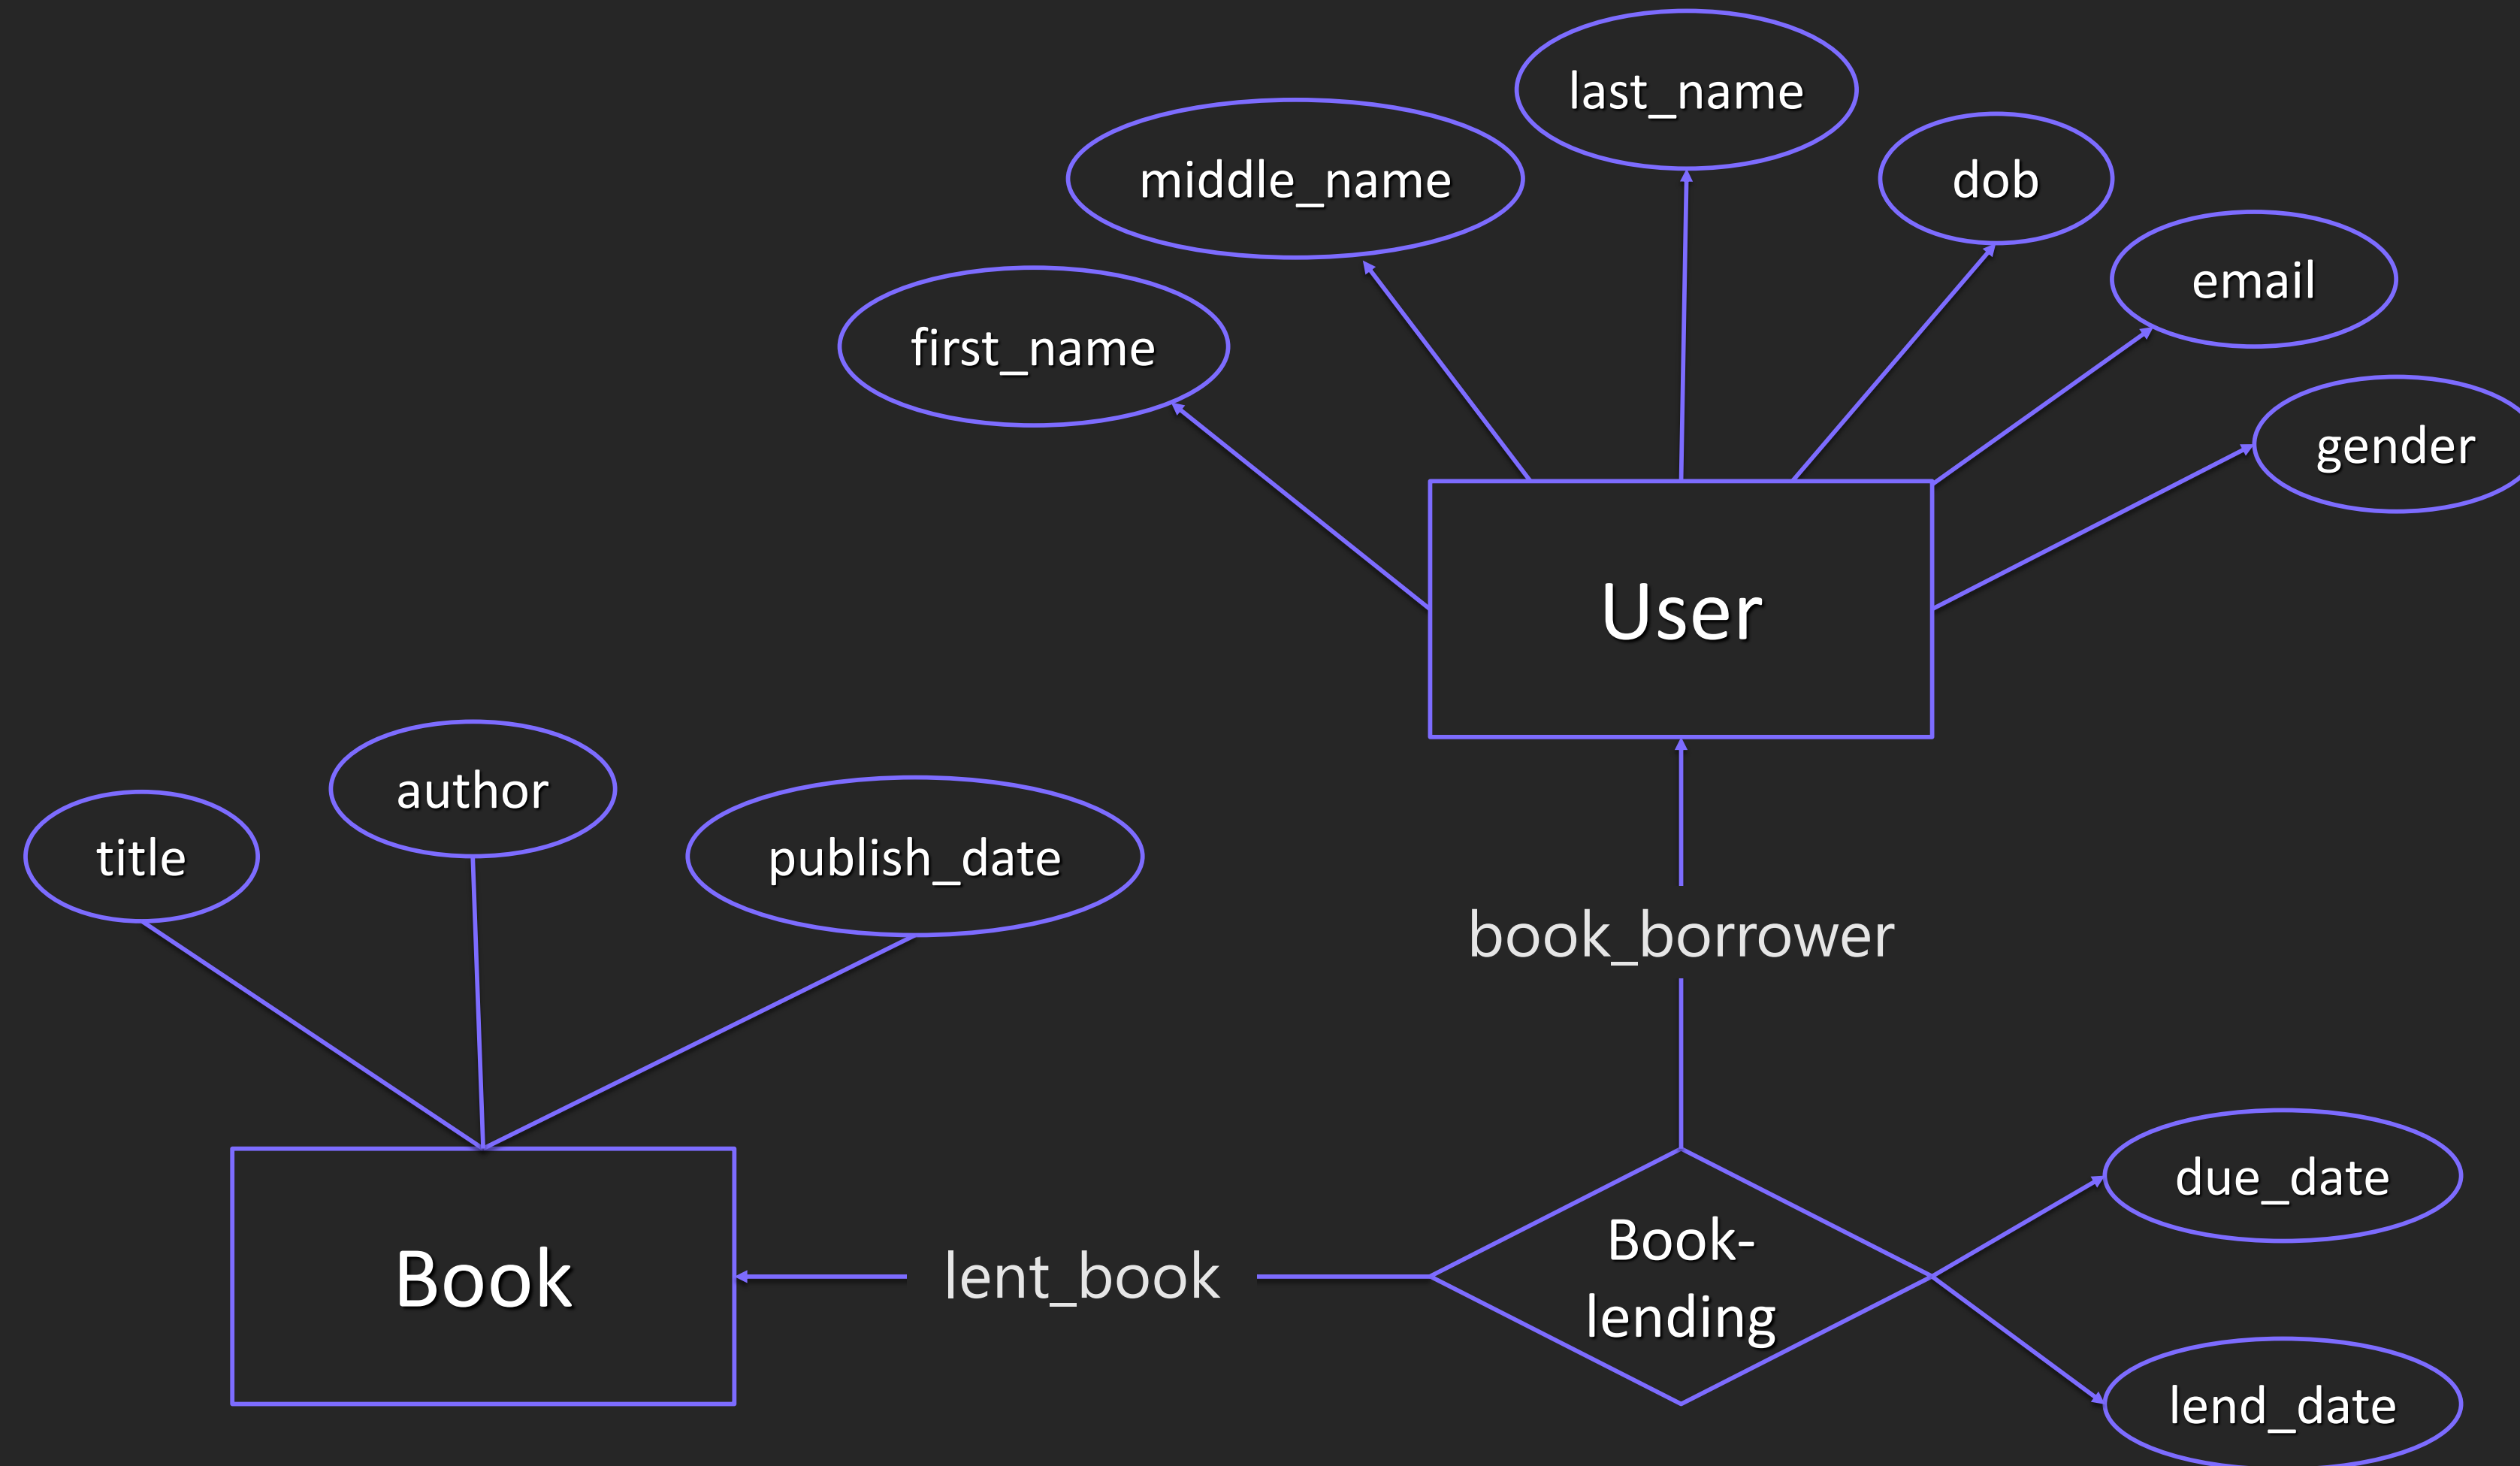 last_name
middle_name
dob
email
first_name
gender
User
author
title
publish_date
book_borrower
due_date
Book-
lending
Book
lent_book
lend_date